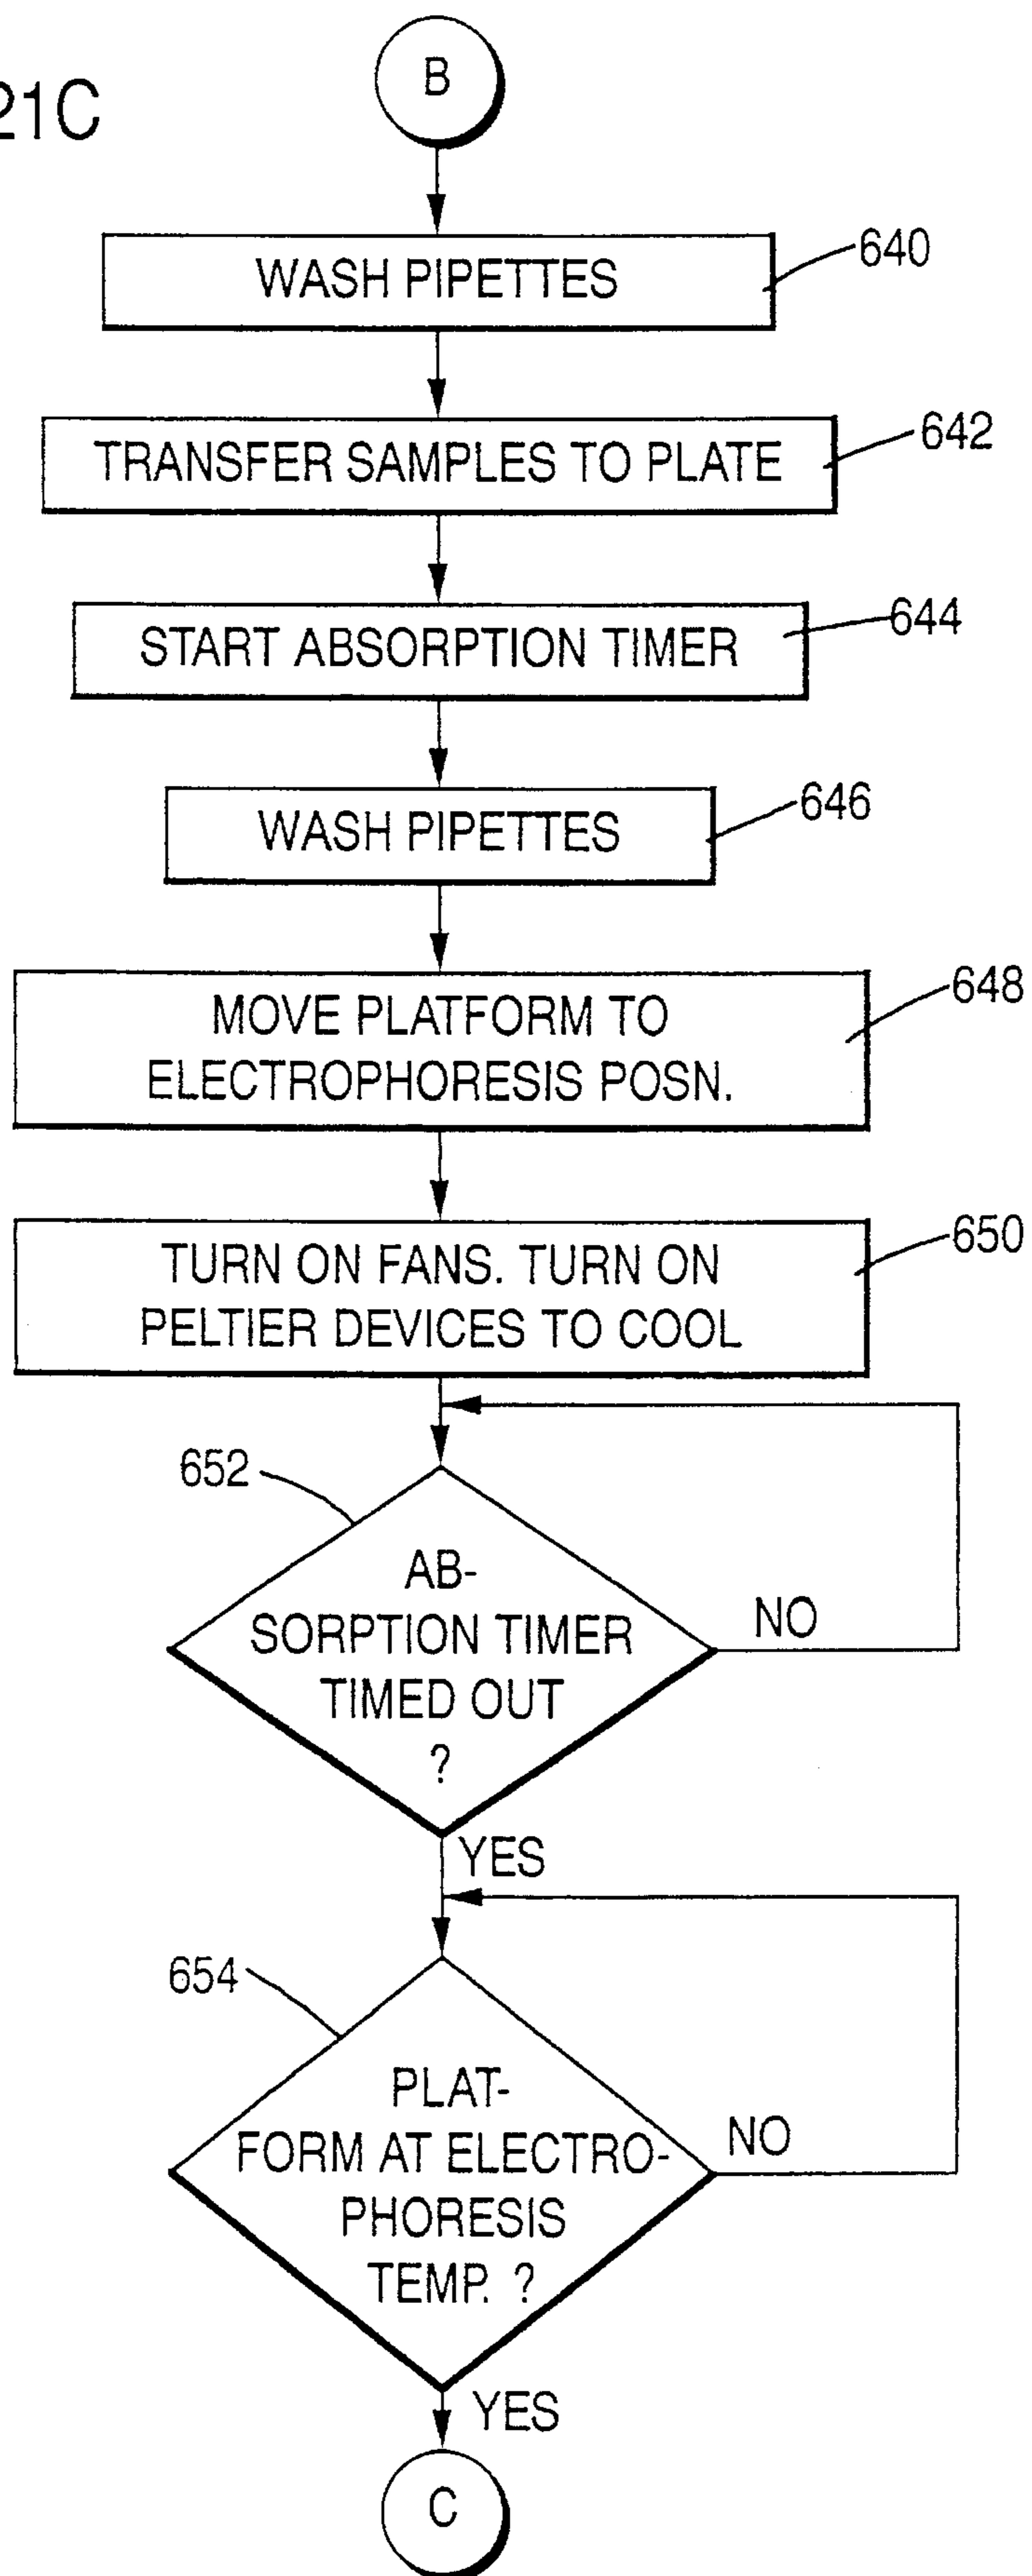 21C
B
WASH PIPETTES
640
TRANSFER SAMPLES TO PLATE
642
START ABSORPTION TIMER
644
WASH PIPETTES
646
MOVE PLATFORM TO
ELECTROPHORESIS POSN.
648
TURN ON FANS. TURN ON
PELTIER DEVICES TO COOL
650
652
AB-
SORPTION TIMER
TIMED OUT
?
NO
YES
654
PLAT-
FORM AT ELECTRO-
PHORESIS
TEMP. ?
NO
YES
C